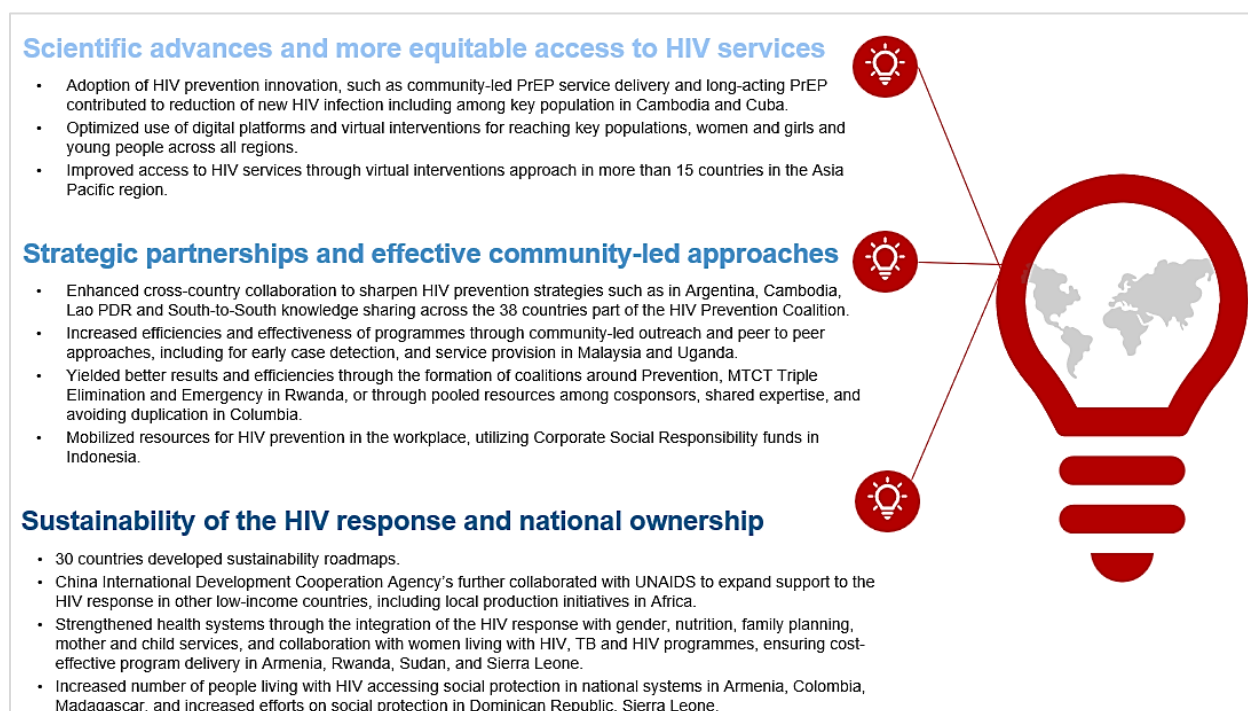 Scientific advances and more equitable access to HIV services
• Adoption of HIV prevention innovation, such as community-led PrEP service delivery and long-acting PrEP
contributed to reduction of new HIV infection including among key population in Cambodia and Cuba.
• Optimized use of digital platforms and virtual interventions for reaching key populations, women and girls and
young people across all regions.
• Improved access to HIV services through virtual interventions approach in more than 15 countries in the Asia
Pacific region.
Strategic partnerships and effective community-led approaches
• Enhanced cross-country collaboration to sharpen HIV prevention strategies such as in Argentina, Cambodia,
Lao PDR and South-to-South knowledge sharing across the 38 countries part of the HIV Prevention Coalition.
• Increased efficiencies and effectiveness of programmes through community-led outreach and peer to peer
approaches, including for early case detection, and service provision in Malaysia and Uganda.
• Yielded better results and efficiencies through the formation of coalitions around Prevention, MTCT Triple
Elimination and Emergency in Rwanda, or through pooled resources among cosponsors, shared expertise, and
avoiding duplication in Columbia.
• Mobilized resources for HIV prevention in the workplace, utilizing Corporate Social Responsibility funds in
Indonesia.
Sustainability of the HIV response and national ownership
• 30 countries developed sustainability roadmaps.
• China International Development Cooperation Agency's further collaborated with UNAIDS to expand support to the
HIV response in other low-income countries, including local production initiatives in Africa.
• Strengthened health systems through the integration of the HIV response with gender, nutrition, family planning,
mother and child services, and collaboration with women living with HIV, TB and HIV programmes, ensuring cost-
effective program delivery in Armenia, Rwanda, Sudan, and Sierra Leone.
• Increased number of people living with HIV accessing social protection in national systems in Armenia, Colombia,
Madagascar, and increased efforts on social protection in Dominican Republic, Sierra Leone.